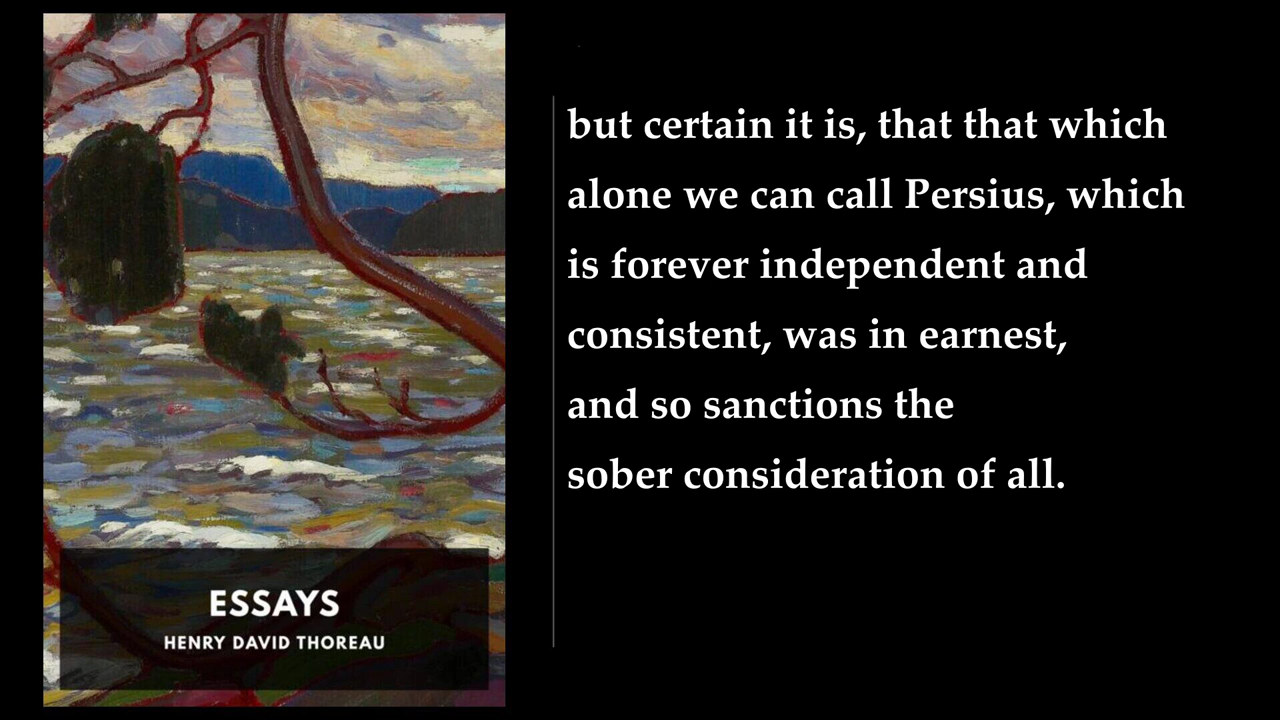 ESSAYS
HENRY DAVID THOREAU
but certain it is, that that which
alone we can call Persius, which
is forever independent and
consistent, was in earnest,
and so sanctions the
sober consideration of all.